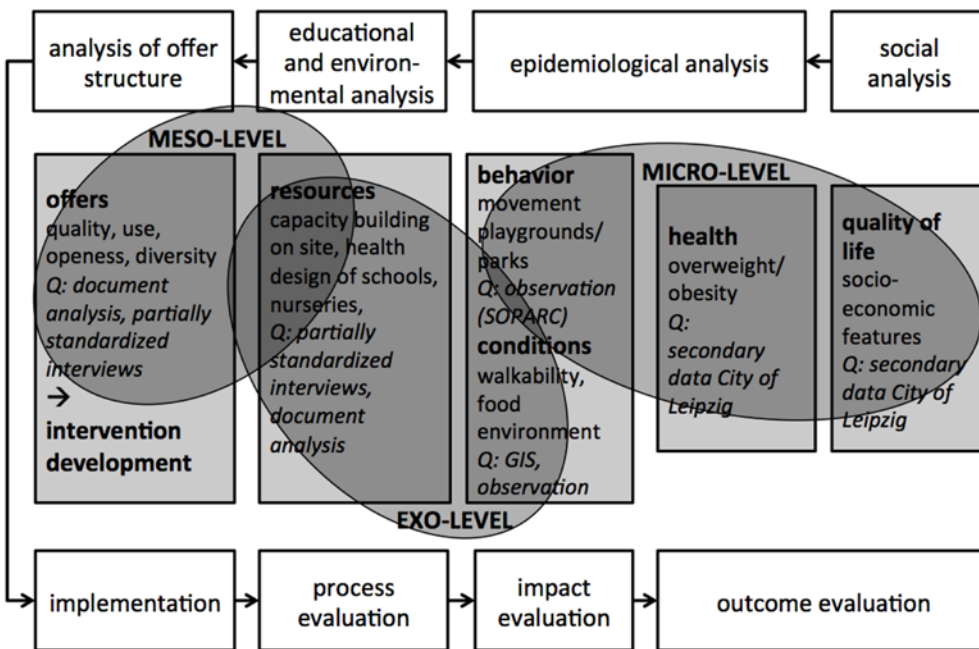 analysis of offer
structure
educational
and environ-
mental analysis
epidemiological analysis
social
analysis
MESO-LEVEL
MICRO-LEVEL
offers
quality, use,
openess, diversity
Q: document
analysis, partially
standardized
interviews
→
intervention
development
resources
capacity building
on site, health
design of schools,
nurseries,
Q: partially
standardized
interviews,
document
analysis
behavior
movement
playgrounds/
parks
Q: observation
(SOPARC)
conditions
walkability,
food
environment
Q: GIS,
observation
health
overweight/
obesity
Q:
secondary
data City of
Leipzig
quality of
life
socio-
economic
features
Q: secondary
data City of
Leipzig
EXO-LEVEL
implementation
process
evaluation
impact
evaluation
outcome evaluation